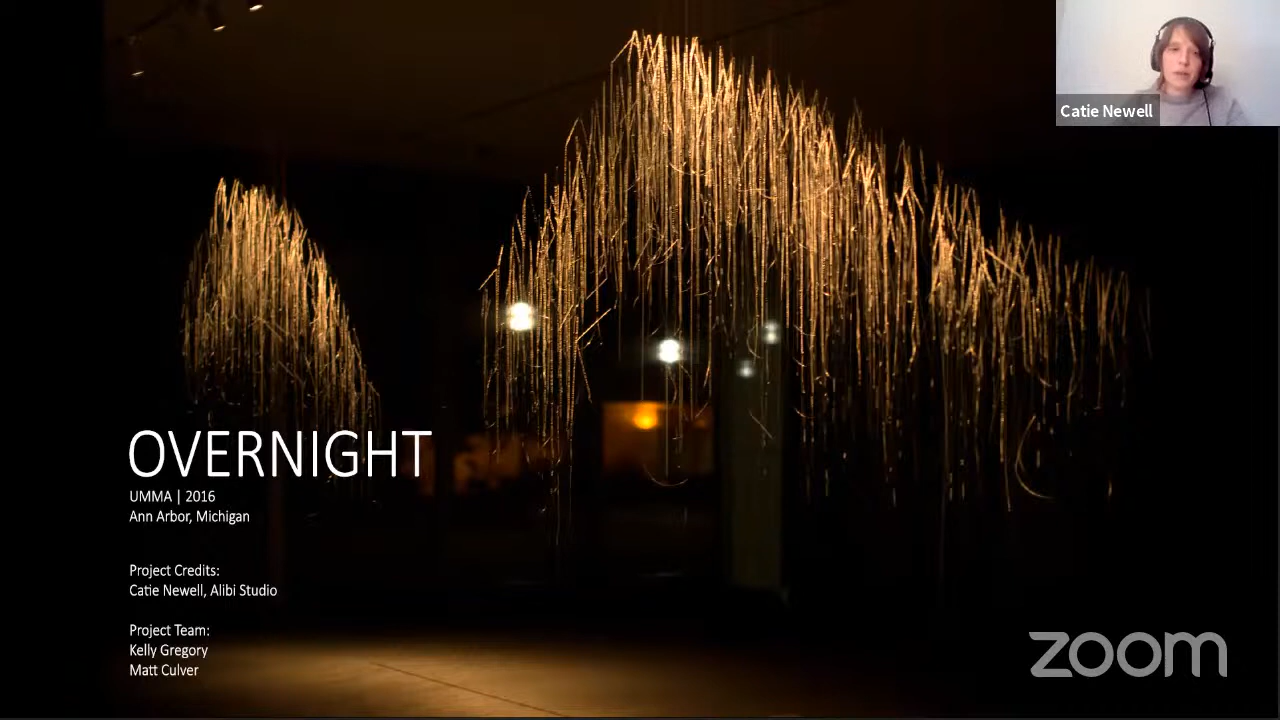 Catie Newell
OVERNIGHT
UMMA | 2016
Ann Arbor, Michigan
Project Credits:
Catie Newell, Alibi Studio
Project Team:
Kelly Gregory
Matt Culver
zoom